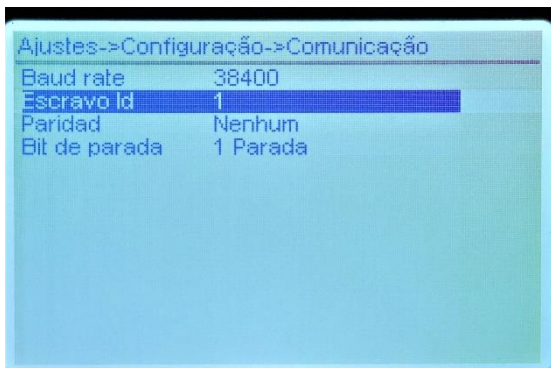 Ajustes->Configuração->Comunicação
Baud rate 38400
Escravo Id 1
Paridad Nenhum
Bit de parada 1 Parada